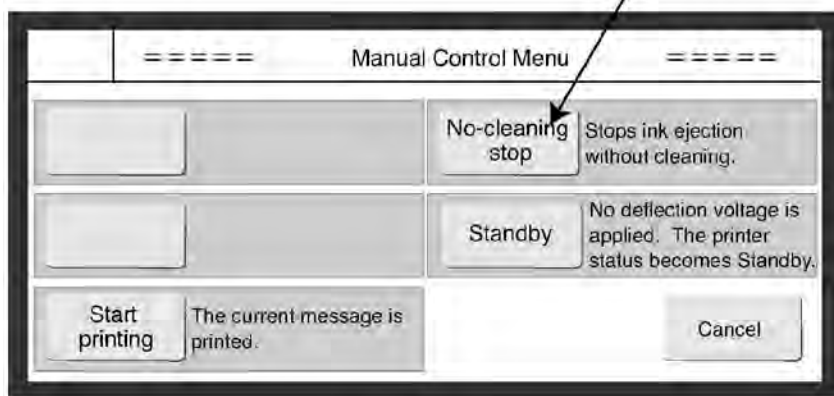 ===== Manual Control Menu =====
No-cleaning
stop
Stops ink ejection
without cleaning.
Standby
No deflection voltage is
applied. The printer
status becomes Standby.
Start
printing
The current message is
printed.
Cancel